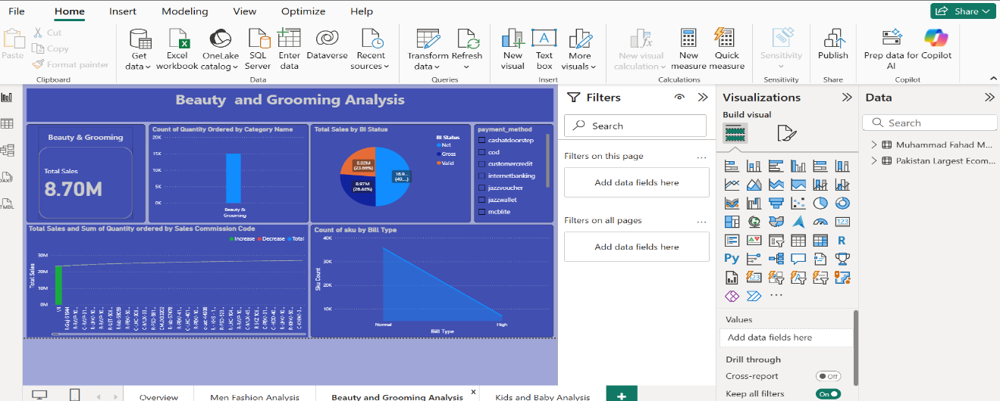 File Home Insert Modeling View Optimize Help Share
Paste
Cut
Copy
Format painter
Clipboard
Get data
Excel workbook
OneLake catalog
SQL Server
Enter data
Dataverse
Recent sources
Data
Transform data
Refresh
Queries
New visual
Text box
More visuals
Insert
New visual calculation
New measure
Quick measure
Calculations
Sensitivity
Sensitivity
Publish
Share
Prep data for AI
Copilot
Copilot
DAX
TMDL
Beauty and Grooming Analysis
Beauty & Grooming
Total Sales
8.70M
Count of Quantity Ordered by Category Name
20K
15K
10K
5K
0K
Beauty &
Grooming
Total Sales by BI Status
8.02M
(23.66%)
16.9...
(49....)
8.97M
(26.44%)
BI Status
Net
Gross
Valid
payment_method
cashatdoorstep
cod
customercredit
internetbanking
jazzvoucher
jazzwallet
mcblite
Total Sales and Sum of Quantity ordered by Sales Commission Code
Increase Decrease Total
Total Sales
30M
20M
10M
0M
Count of sku by Bill Type
Sku Count
40K
30K
20K
10K
Normal High
Bill Type
Filters
Search
Filters on this page ...
Add data fields here
Filters on all pages ...
Add data fields here
Visualizations
Build visual
123
R
Py
123
...
Values
Add data fields here
Drill through
Cross-report Off
Keep all filters On
Data
Search
Muhammad Fahad M...
Pakistan Largest Ecom...
Overview Men Fashion Analysis Beauty and Grooming Analysis x Kids and Baby Analysis +